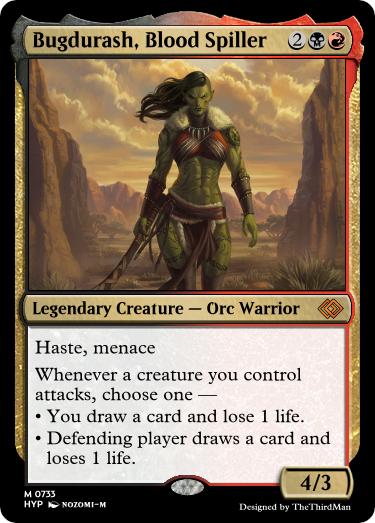 Bugdurash, Blood Spiller 2
Legendary Creature — Orc Warrior
Haste, menace
Whenever a creature you control
attacks, choose one —
• You draw a card and lose 1 life.
• Defending player draws a card and
loses 1 life.
4/3
M 0733
HYP NOZOMI-M
Designed by TheThirdMan